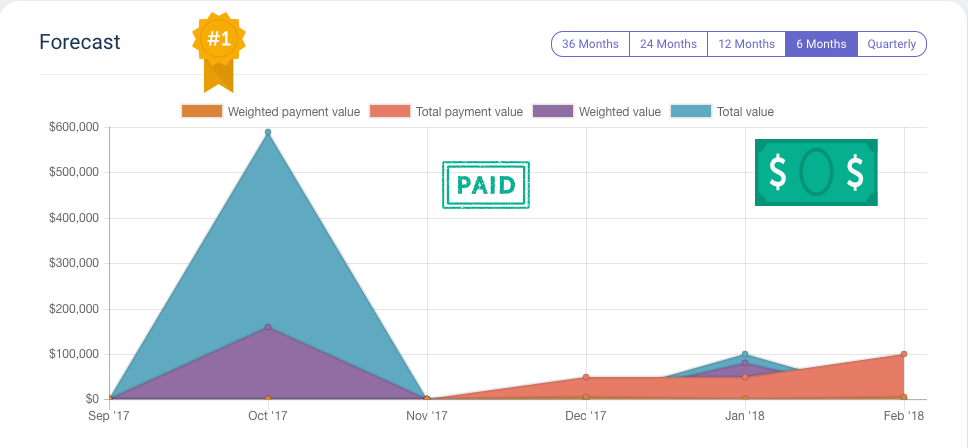 Forecast
#1
36 Months 24 Months 12 Months 6 Months Quarterly
Weighted payment value Total payment value Weighted value Total value
$600,000
$500,000
$400,000
$300,000
$200,000
$100,000
$0
PAID
$ $
Sep '17 Oct '17 Nov '17 Dec '17 Jan '18 Feb '18